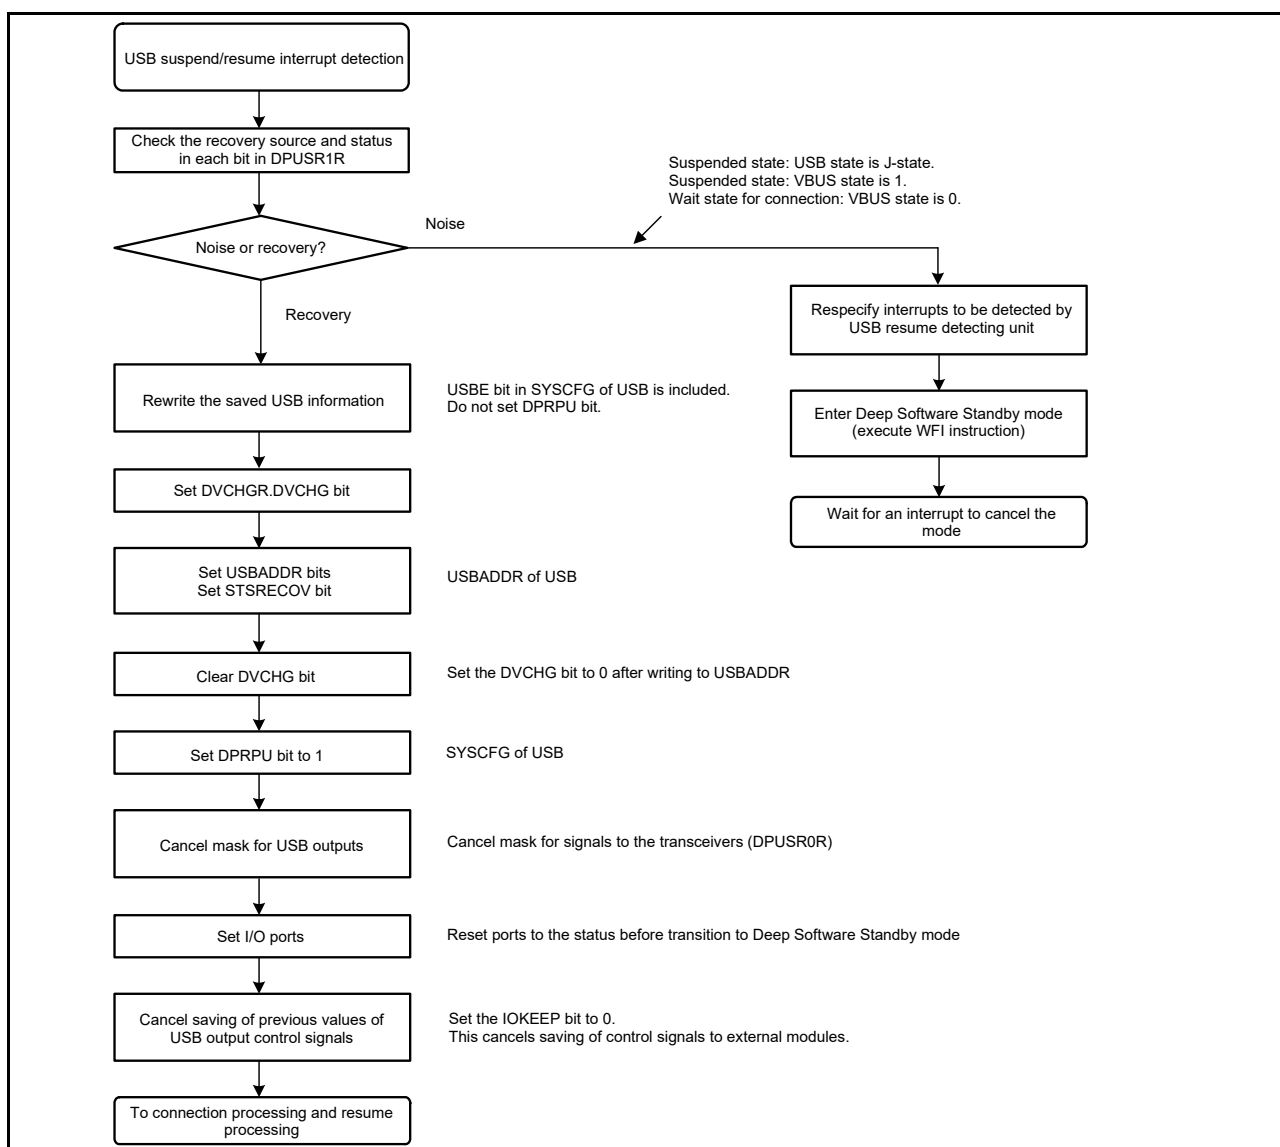 USB suspend/resume interrupt detection
Check the recovery source and status
in each bit in DPUSR1R
Suspended state: USB state is J-state.
Suspended state: VBUS state is 1.
Wait state for connection: VBUS state is 0.
Noise
Noise or recovery?
Recovery
Respecify interrupts to be detected by
USB resume detecting unit
Enter Deep Software Standby mode
(execute WFI instruction)
Wait for an interrupt to cancel the
mode
Rewrite the saved USB information
USBE bit in SYSCFG of USB is included.
Do not set DPRPU bit.
Set DVCHGR.DVCHG bit
Set USBADDR bits
Set STSRECOV bit
USBADDR of USB
Clear DVCHG bit
Set the DVCHG bit to 0 after writing to USBADDR
Set DPRPU bit to 1
SYSCFG of USB
Cancel mask for USB outputs
Cancel mask for signals to the transceivers (DPUSR0R)
Set I/O ports
Reset ports to the status before transition to Deep Software Standby mode
Cancel saving of previous values of
USB output control signals
Set the IOKEEP bit to 0.
This cancels saving of control signals to external modules.
To connection processing and resume
processing